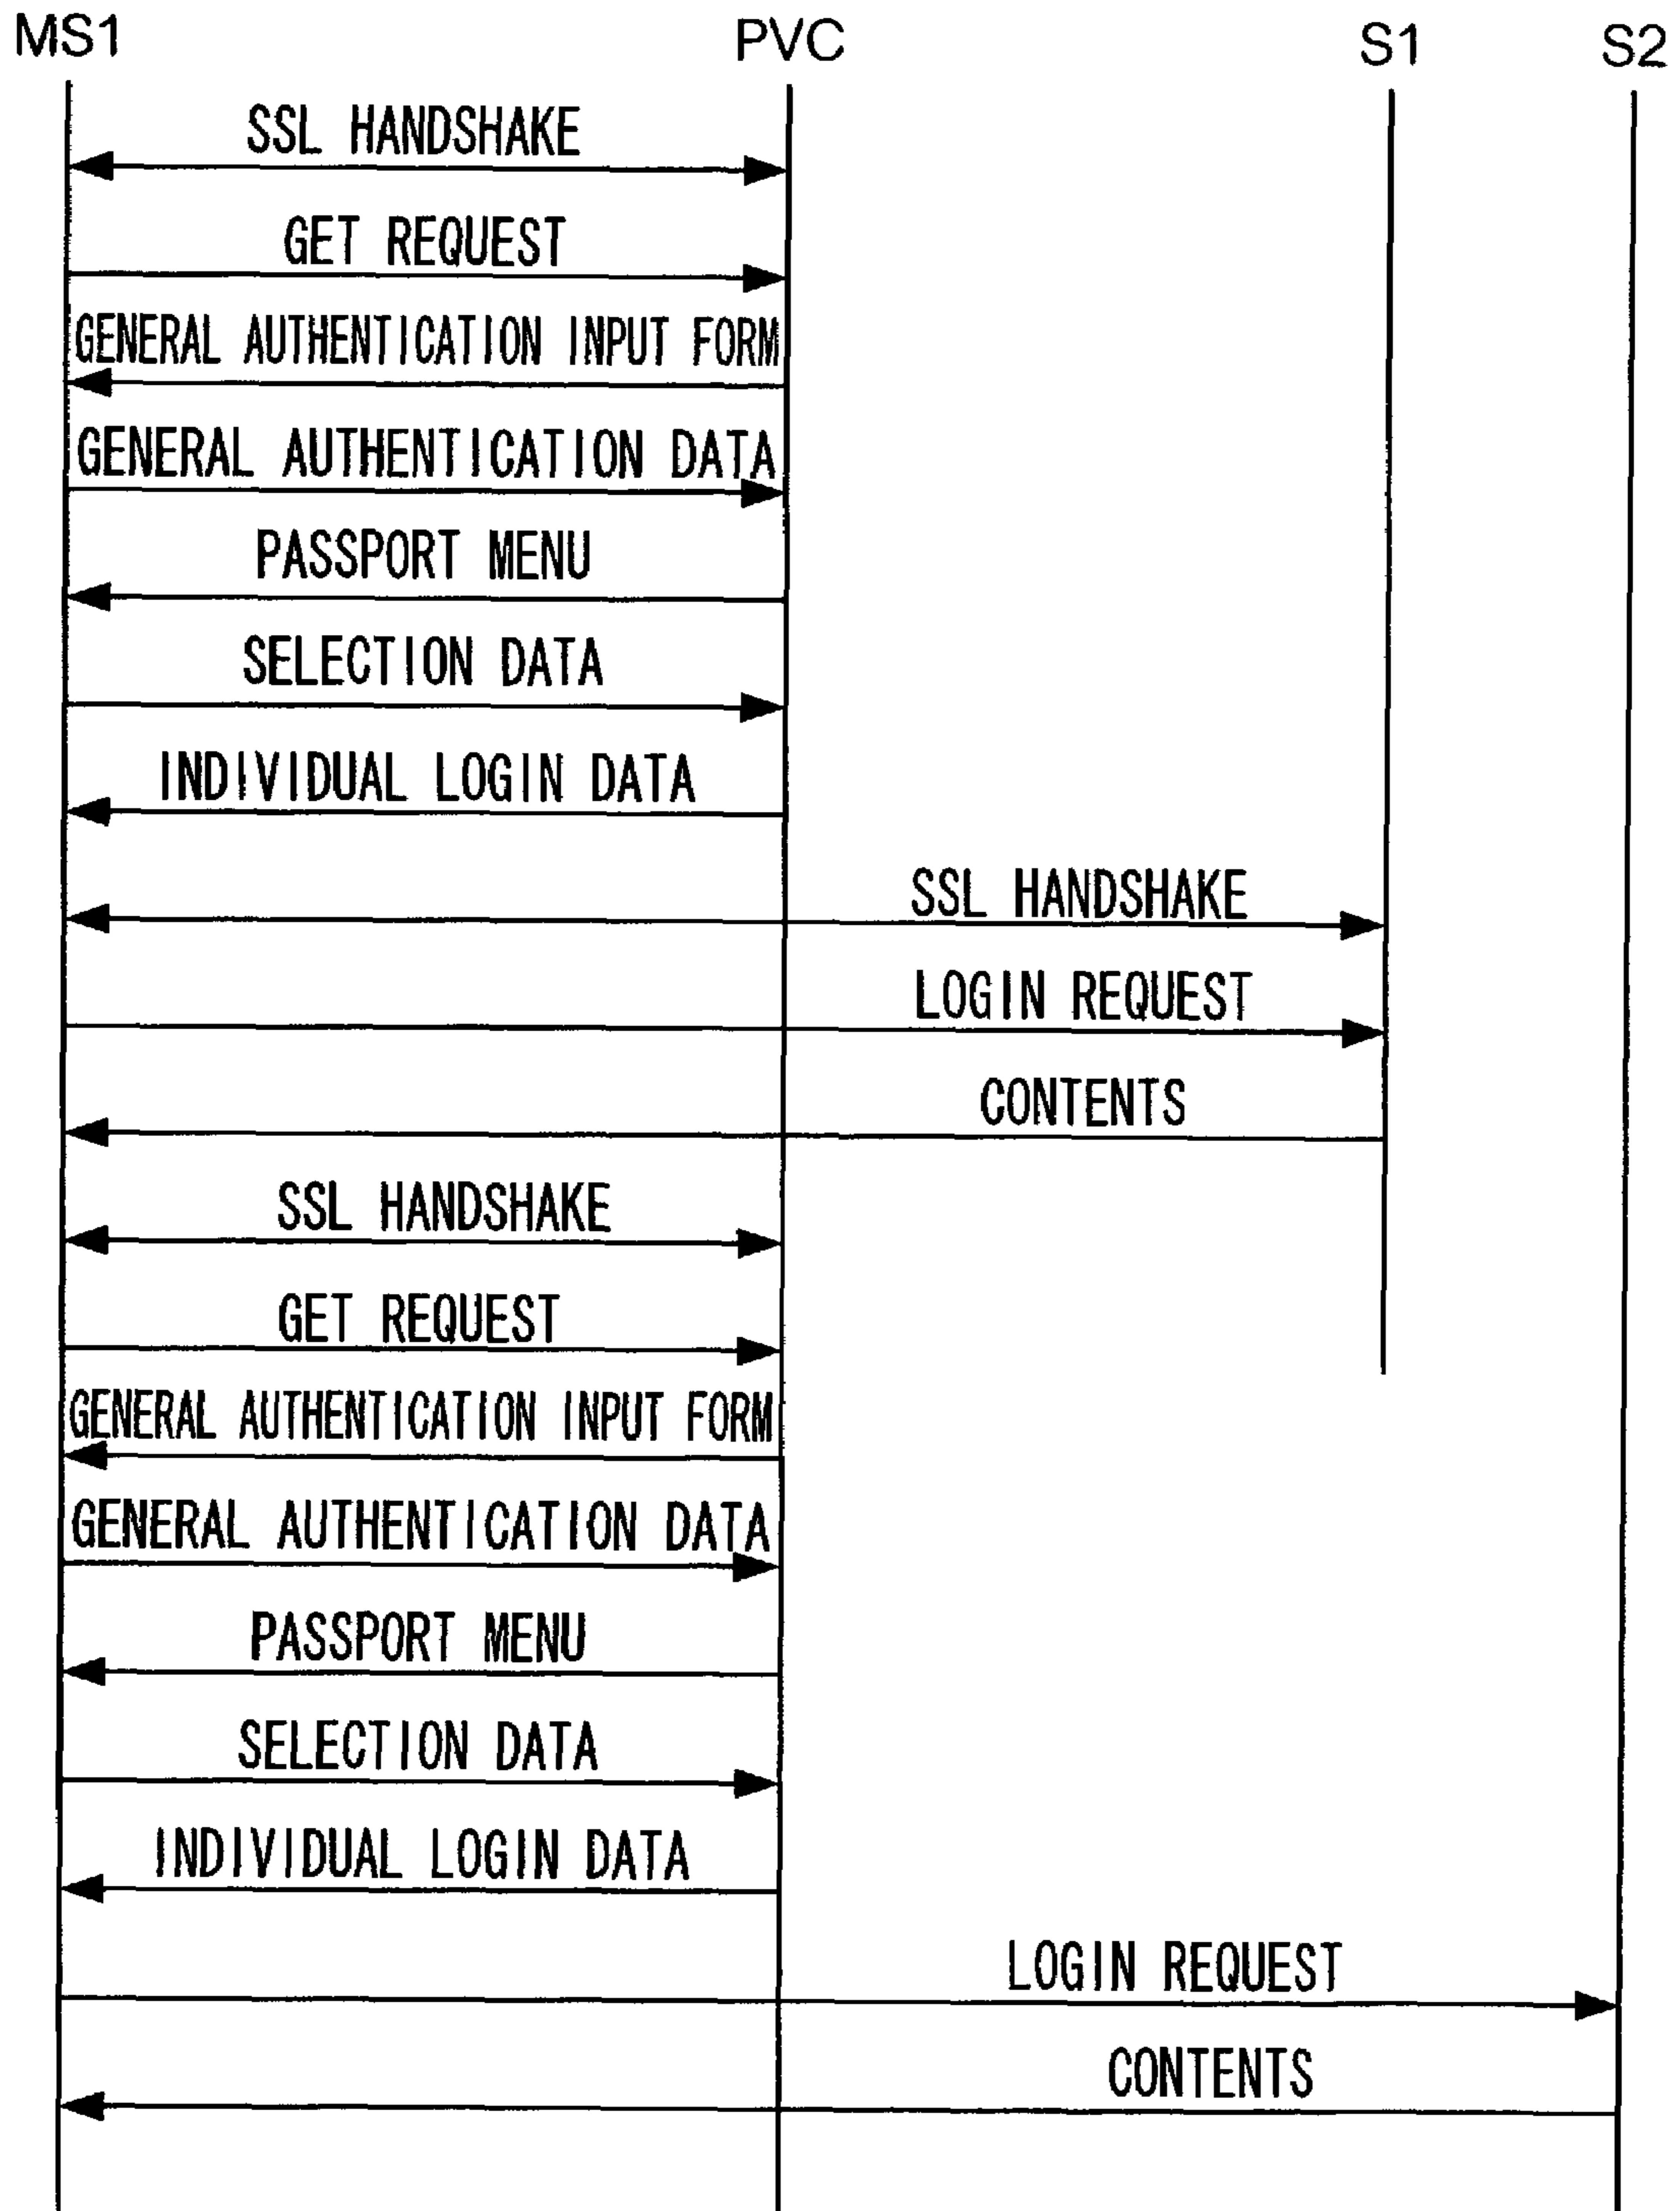 MS1 PVC S1 S2
SSL HANDSHAKE
GET REQUEST
GENERAL AUTHENTICATION INPUT FORM
GENERAL AUTHENTICATION DATA
PASSPORT MENU
SELECTION DATA
INDIVIDUAL LOGIN DATA
SSL HANDSHAKE
LOGIN REQUEST
CONTENTS
SSL HANDSHAKE
GET REQUEST
GENERAL AUTHENTICATION INPUT FORM
GENERAL AUTHENTICATION DATA
PASSPORT MENU
SELECTION DATA
INDIVIDUAL LOGIN DATA
LOGIN REQUEST
CONTENTS